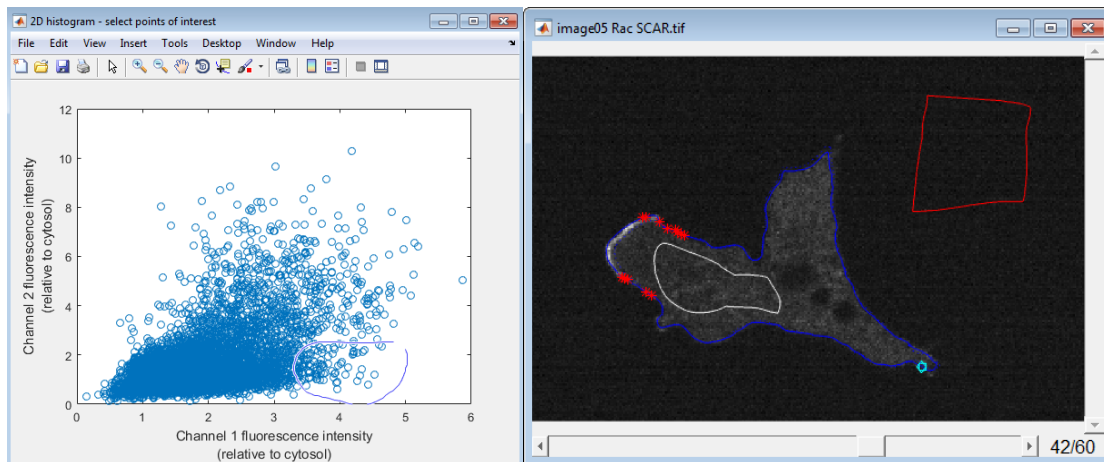 2D histogram - select points of interest
File Edit View Insert Tools Desktop Window Help
12
10
8
6
4
2
0
0 1 2 3 4 5 6
Channel 2 fluorescence intensity
(relative to cytosol)
Channel 1 fluorescence intensity
(relative to cytosol)
image05 Rac SCAR.tif
42/60